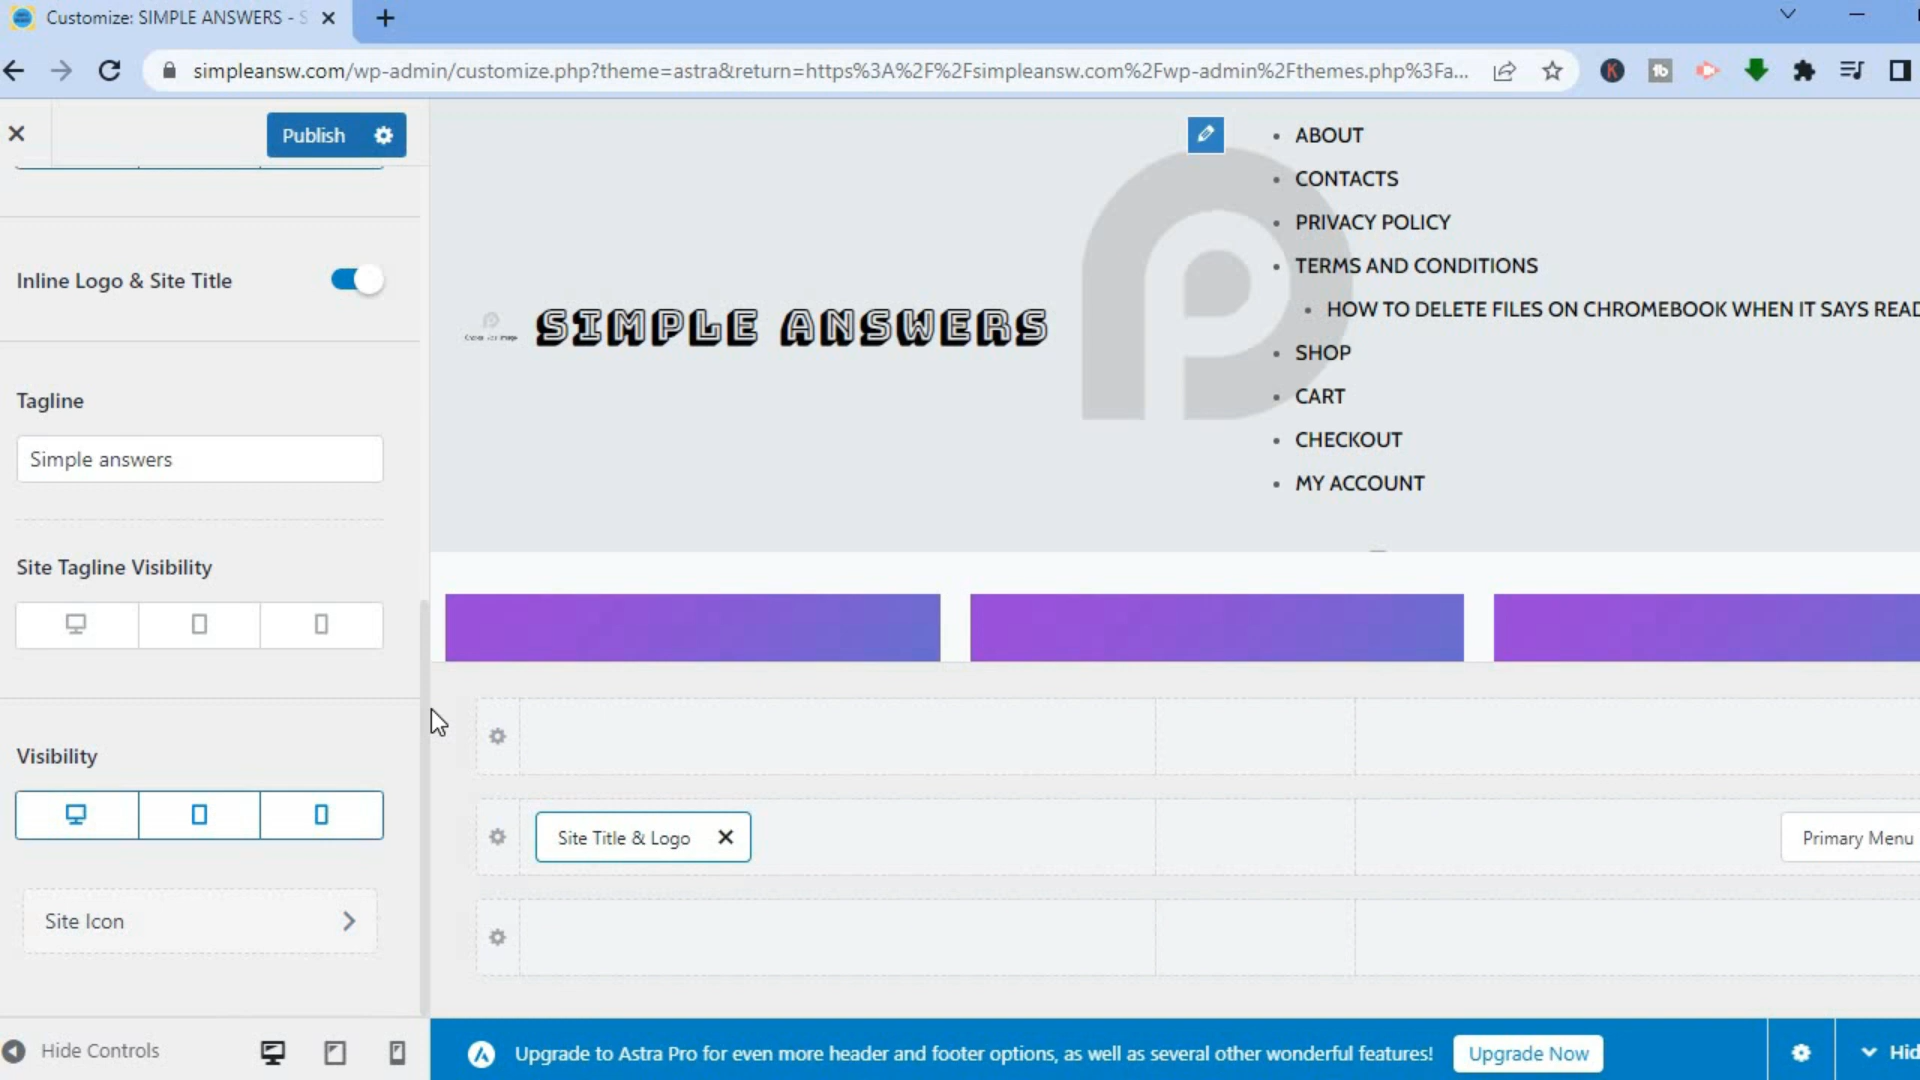 Customize: SIMPLE ANSWERS - S
simpleansw.com/wp-admin/customize.php?theme=astra&return=https%3A%2F%2Fsimpleansw.com%2Fwp-admin%2Fthemes.php%3Fa...
K
tb
Publish
Inline Logo & Site Title
Tagline
Simple answers
Site Tagline Visibility
Visibility
Site Icon
Hide Controls
SIMPLE ANSWERS
ABOUT
CONTACTS
PRIVACY POLICY
TERMS AND CONDITIONS
HOW TO DELETE FILES ON CHROMEBOOK WHEN IT SAYS READ
SHOP
CART
CHECKOUT
MY ACCOUNT
Site Title & Logo
Primary Menu
Upgrade to Astra Pro for even more header and footer options, as well as several other wonderful features!
Upgrade Now
Hid